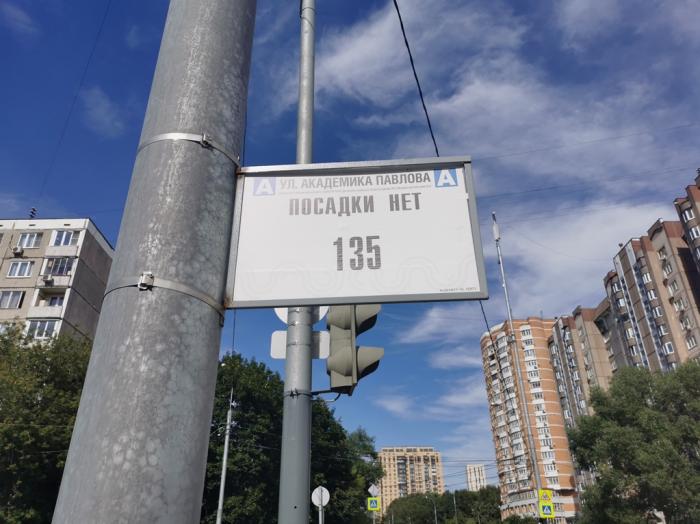 А УЛ. АКАДЕМИКА ПАВЛОВА А
ПОСАДКИ НЕТ
135